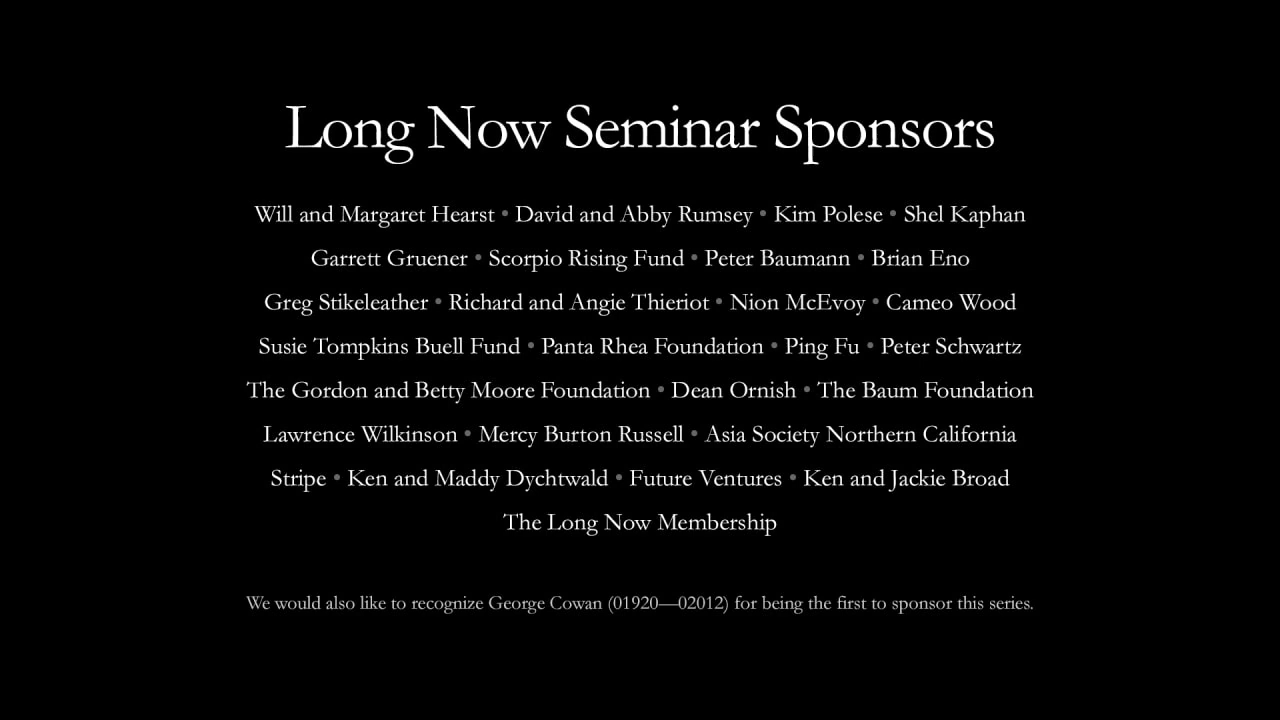 Long Now Seminar Sponsors
Will and Margaret Hearst • David and Abby Rumsey • Kim Polese • Shel Kaphan
Garrett Gruener • Scorpio Rising Fund • Peter Baumann • Brian Eno
Greg Stikeleather • Richard and Angie Thieriot • Nion McEvoy • Cameo Wood
Susie Tompkins Buell Fund • Panta Rhea Foundation • Ping Fu • Peter Schwartz
The Gordon and Betty Moore Foundation • Dean Ornish • The Baum Foundation
Lawrence Wilkinson • Mercy Burton Russell • Asia Society Northern California
Stripe • Ken and Maddy Dychtwald • Future Ventures • Ken and Jackie Broad
The Long Now Membership
We would also like to recognize George Cowan (01920—02012) for being the first to sponsor this series.